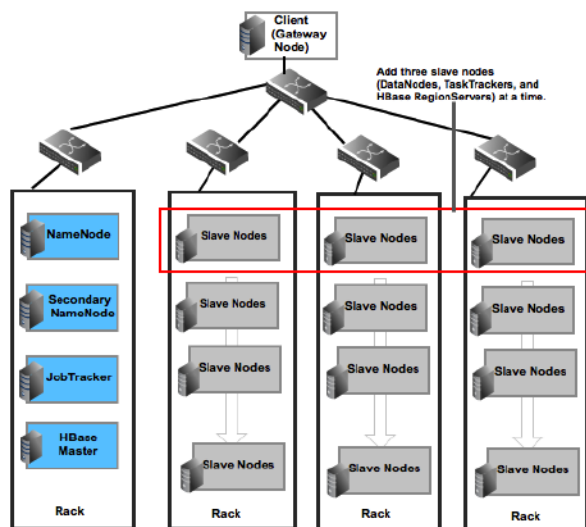 Client
(Gateway
Node)
Add three slave nodes
(DataNodes, TaskTrackers, and
HBase RegionServers) at a time.
NameNode
Secondary
NameNode
JobTracker
HBase
Master
Rack
Slave Nodes
Slave Nodes
Slave Nodes
Slave Nodes
Rack
Slave Nodes
Slave Nodes
Slave Nodes
Slave Nodes
Rack
Slave Nodes
Slave Nodes
Slave Nodes
Slave Nodes
Rack